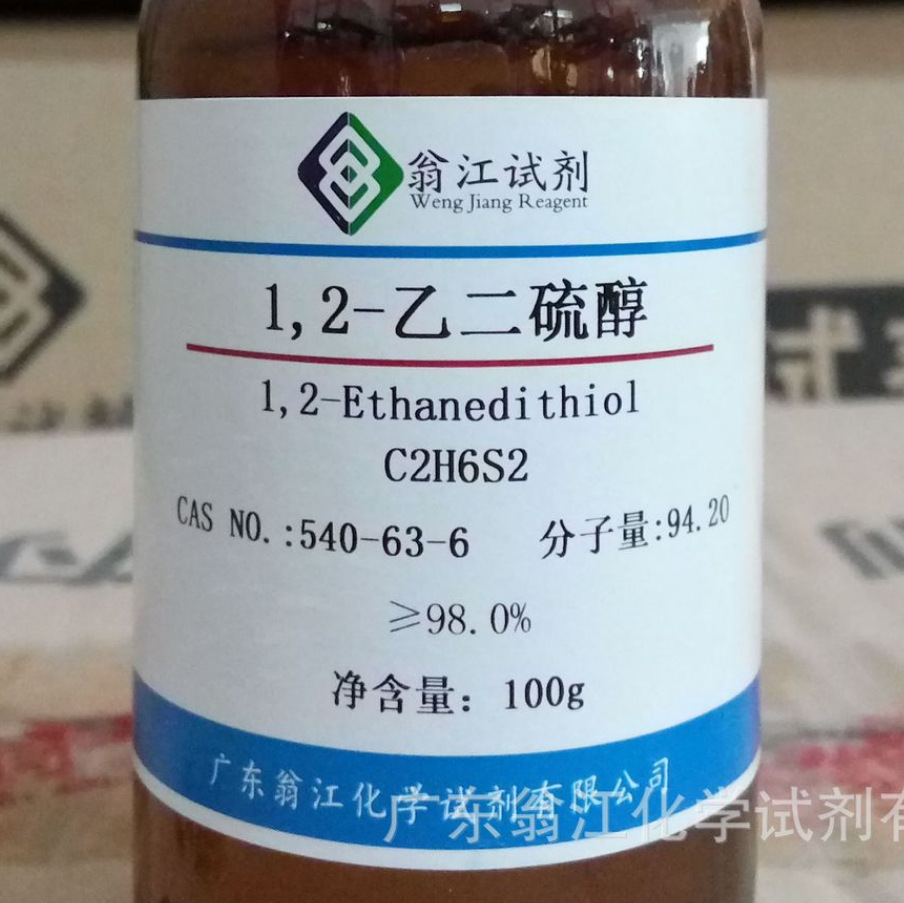 翁江试剂
Weng Jiang Reagent
1,2-乙二硫醇
1,2-Ethanedithiol
C2H6S2
CAS NO.:540-63-6 分子量:94.20
≥98.0%
净含量: 100g
广东翁江化学试剂有限公司
广东翁江化学试剂有
试